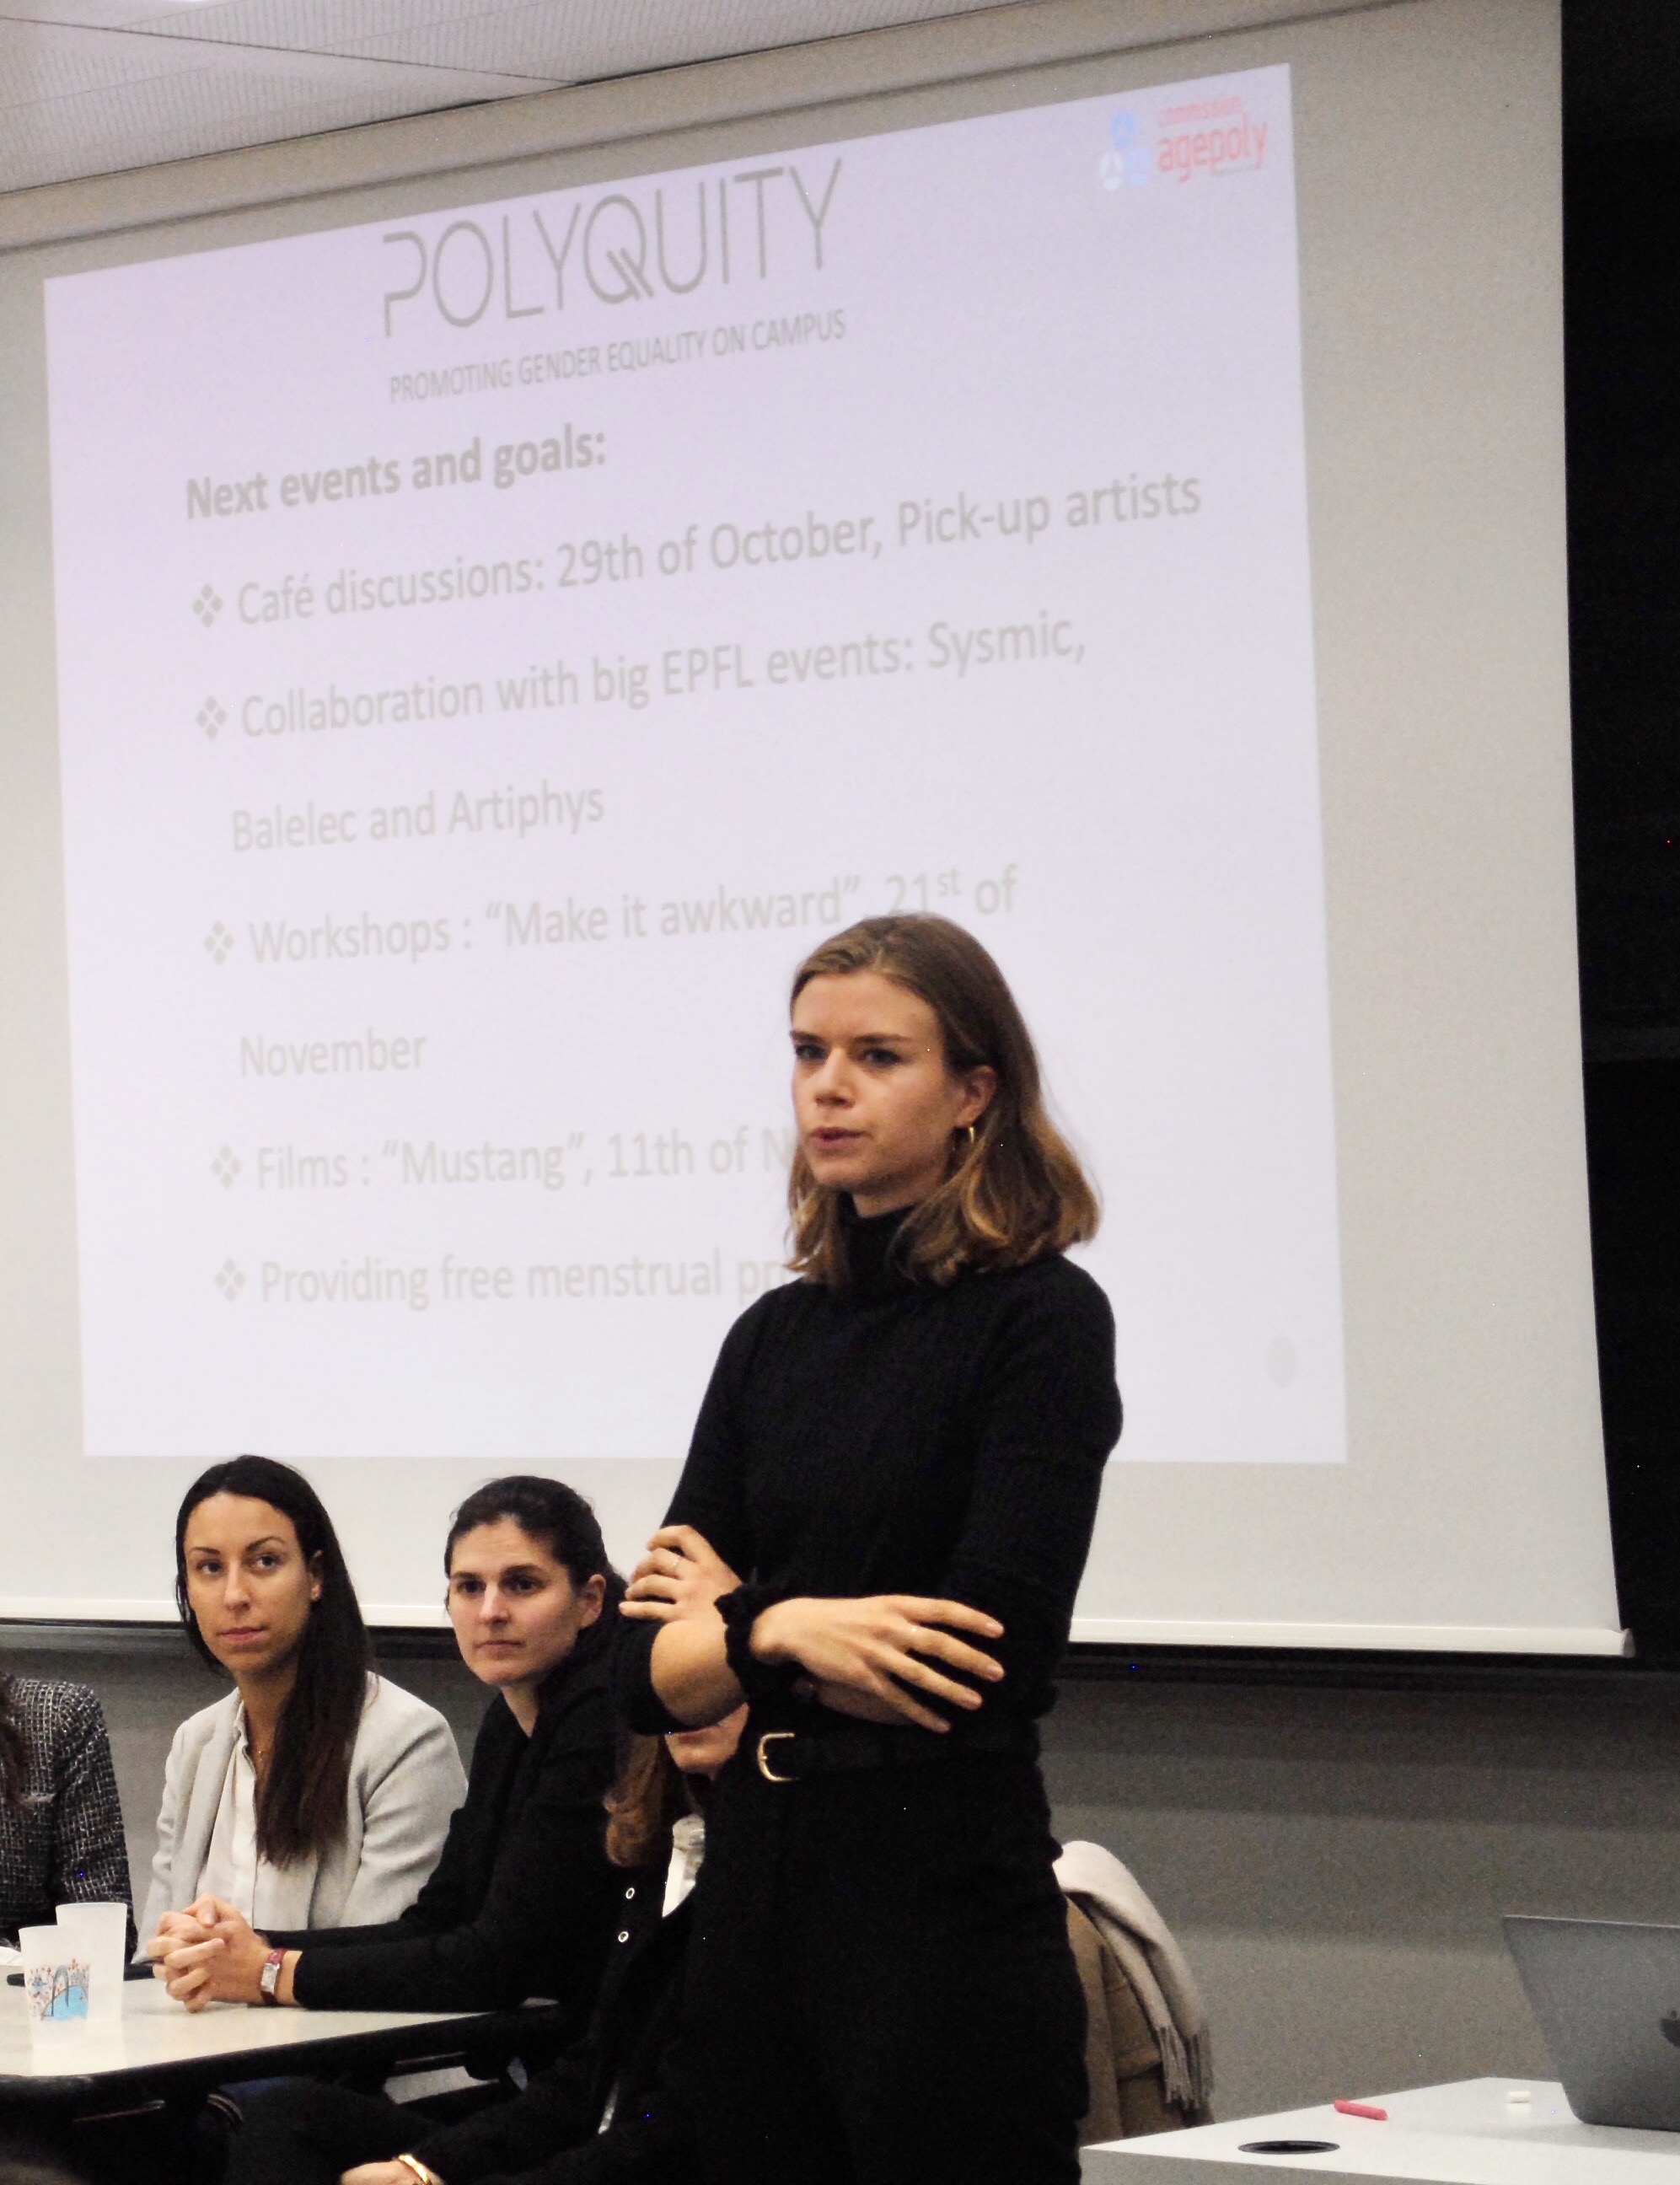 commission
agepoly
POLYQUITY
PROMOTING GENDER EQUALITY ON CAMPUS
Next events and goals:
❖ Café discussions: 29th of October, Pick-up artists
❖ Collaboration with big EPFL events: Sysmic,
Balelec and Artiphys
❖ Workshops : “Make it awkward”, 21st of
November
❖ Films : “Mustang”, 11th of N
❖ Providing free menstrual pr